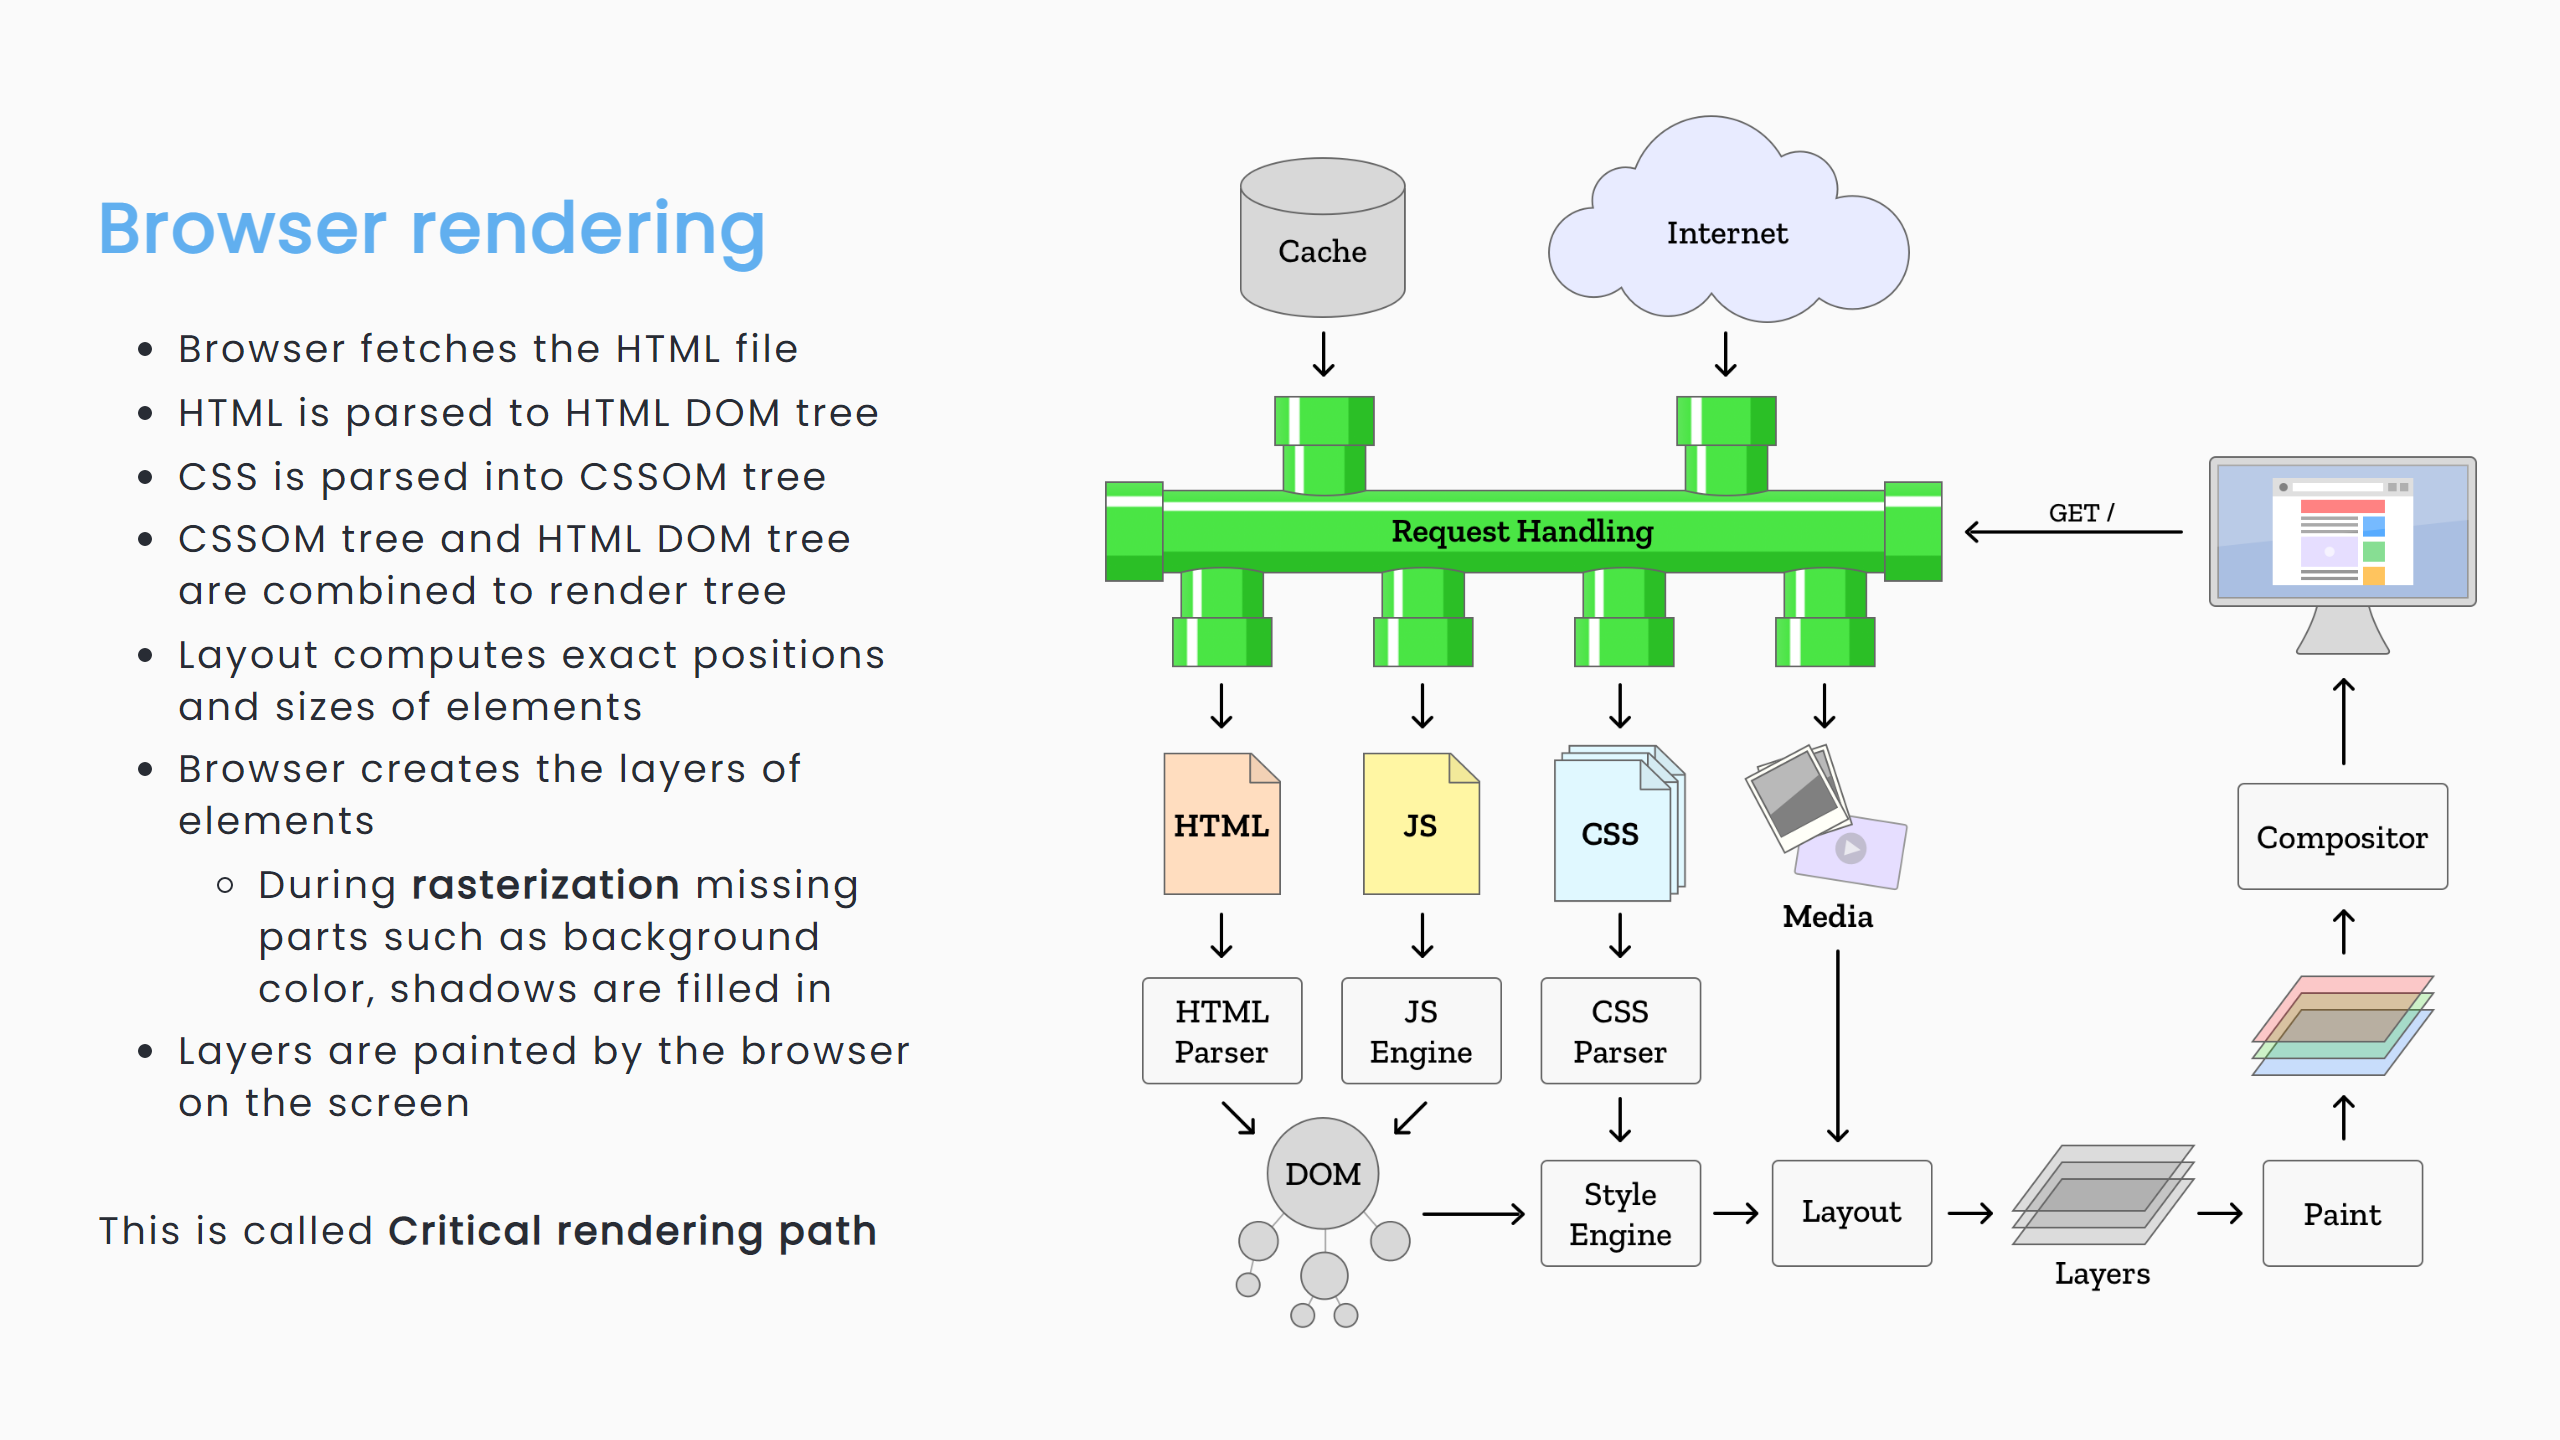 Browser rendering
Browser fetches the HTML file
HTML is parsed to HTML DOM tree
CSS is parsed into CSSOM tree
CSSOM tree and HTML DOM tree
are combined to render tree
Layout computes exact positions
and sizes of elements
Browser creates the layers of
elements
During rasterization missing
parts such as background
color, shadows are filled in
Layers are painted by the browser
on the screen
This is called Critical rendering path
Cache
Internet
Request Handling
GET /
HTML
JS
CSS
Media
HTML
Parser
JS
Engine
CSS
Parser
DOM
Style
Engine
Layout
Layers
Paint
Compositor